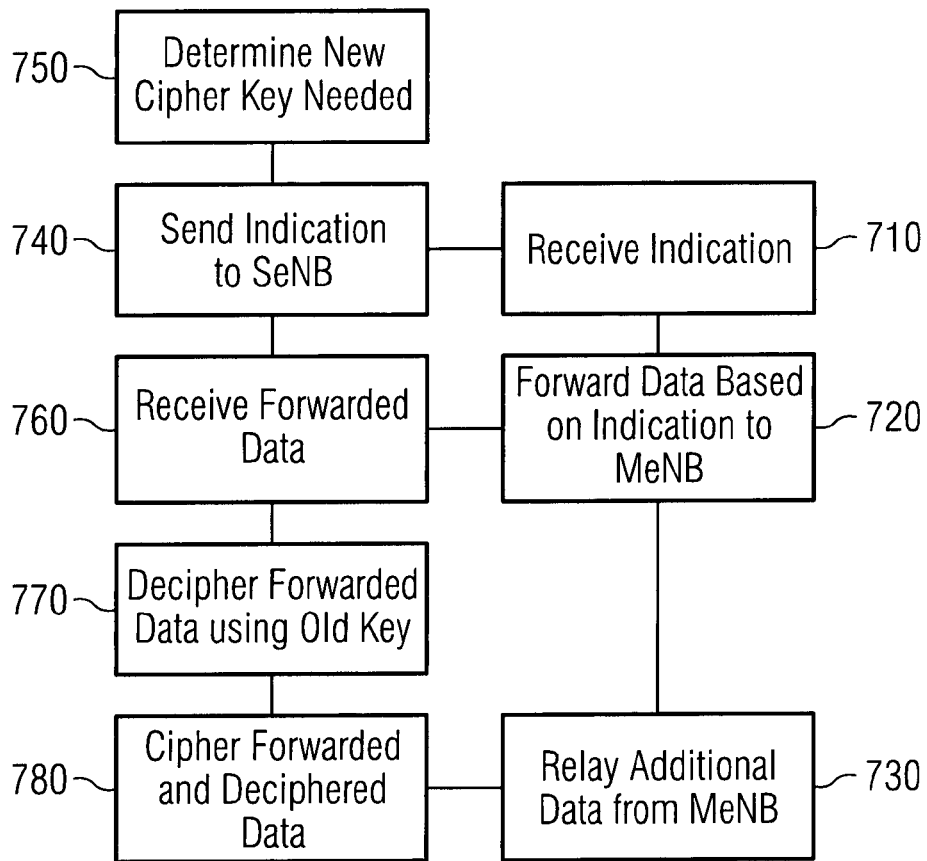 750
Determine New
Cipher Key Needed
740
Send Indication
to SeNB
Receive Indication
710
760
Receive Forwarded
Data
Forward Data Based
on Indication to
MeNB
720
770
Decipher Forwarded
Data using Old Key
780
Cipher Forwarded
and Deciphered
Data
Relay Additional
Data from MeNB
730